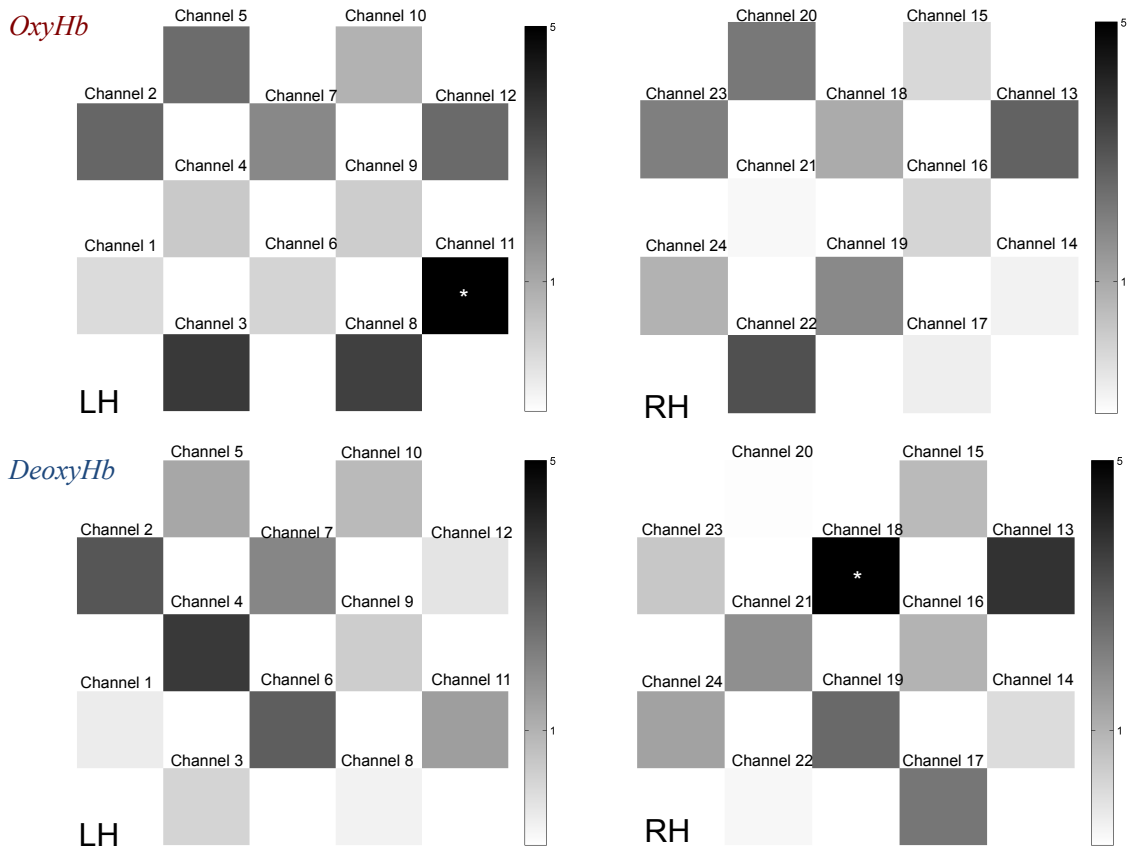 OxyHb
Channel 5
Channel 10
5
Channel 2
Channel 7
Channel 12
Channel 4
Channel 9
Channel 1
Channel 6
Channel 11
*
1
Channel 3
Channel 8
LH
Channel 20
Channel 15
5
Channel 23
Channel 18
Channel 13
Channel 21
Channel 16
Channel 24
Channel 19
Channel 14
1
Channel 22
Channel 17
RH
DeoxyHb
Channel 5
Channel 10
5
Channel 2
Channel 7
Channel 12
Channel 4
Channel 9
Channel 1
Channel 6
Channel 11
1
Channel 3
Channel 8
LH
Channel 20
Channel 15
5
Channel 23
Channel 18
Channel 13
*
Channel 21
Channel 16
Channel 24
Channel 19
Channel 14
1
Channel 22
Channel 17
RH